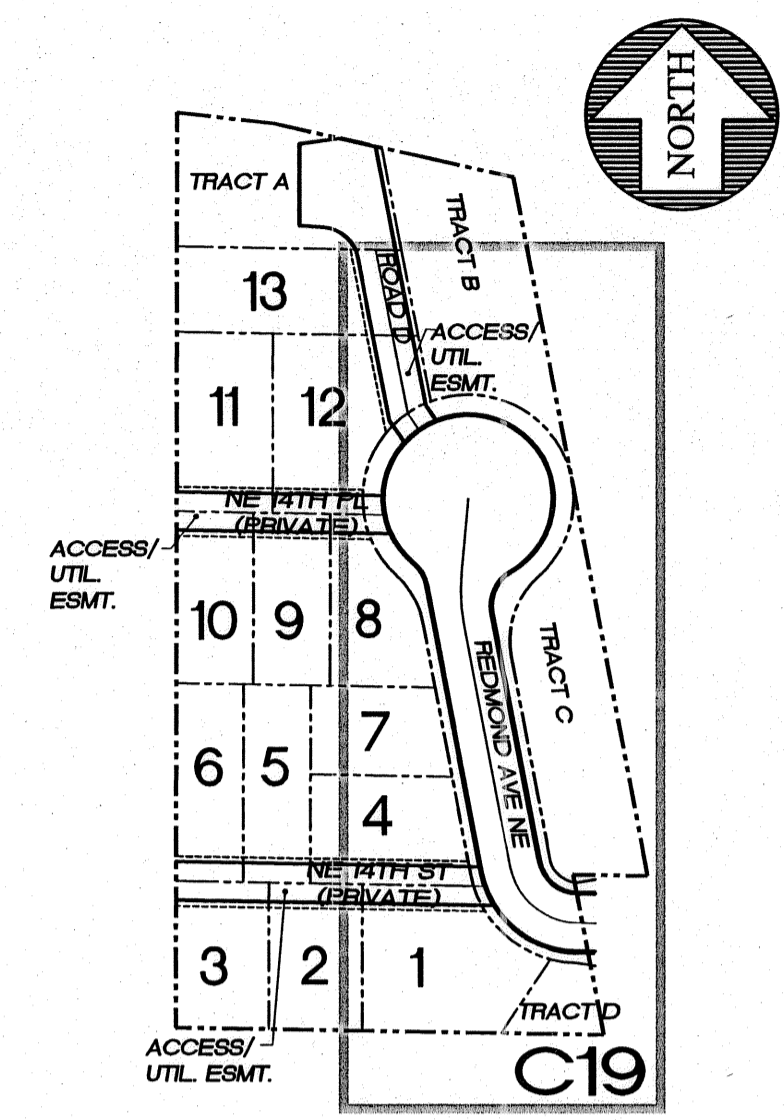 NORTH
TRACT A
TRACT B
13
ROAD D
ACCESS/
UTIL.
ESMT.
11
12
NE 14TH PL
(PRIVATE)
ACCESS/
UTIL.
ESMT.
10
9
8
TRACT C
REDMOND AVE NE
7
6
5
4
NE 14TH ST
(PRIVATE)
3
2
1
TRACT D
ACCESS/
UTIL. ESMT.
C19